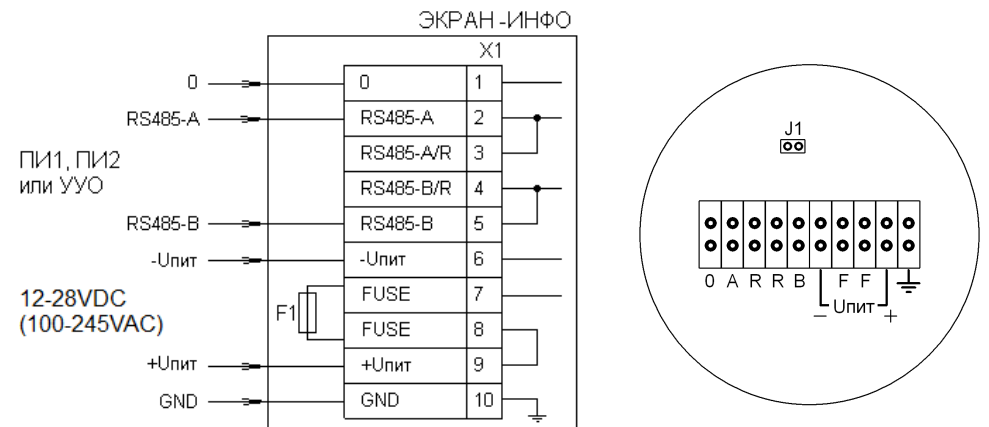 ЭКРАН-ИНФО
X1
0 0 1
RS485-A RS485-A 2
RS485-A/R 3
ПИ1, ПИ2
или УУО
RS485-B/R 4
RS485-B RS485-B 5
-Uпит -Uпит 6
12-28VDC
(100-245VAC)
FUSE 7
F1
FUSE 8
+Uпит +Uпит 9
GND GND 10
J1
0 A R R B F F
− Uпит +